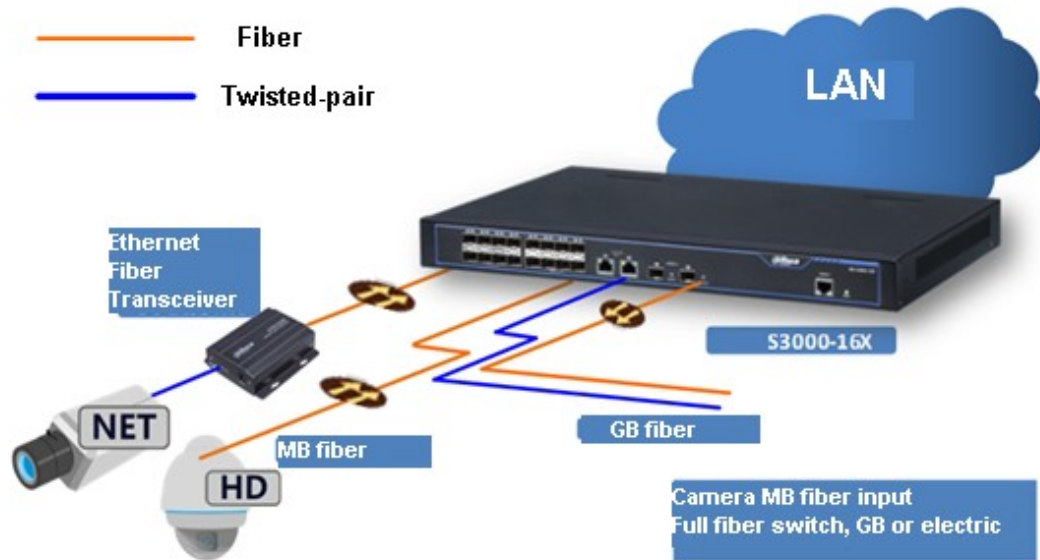 Fiber
Twisted-pair
LAN
Ethernet
Fiber
Transceiver
alhua
S3000-16X
NET
HD
MB fiber
GB fiber
Camera MB fiber input
Full fiber switch, GB or electric